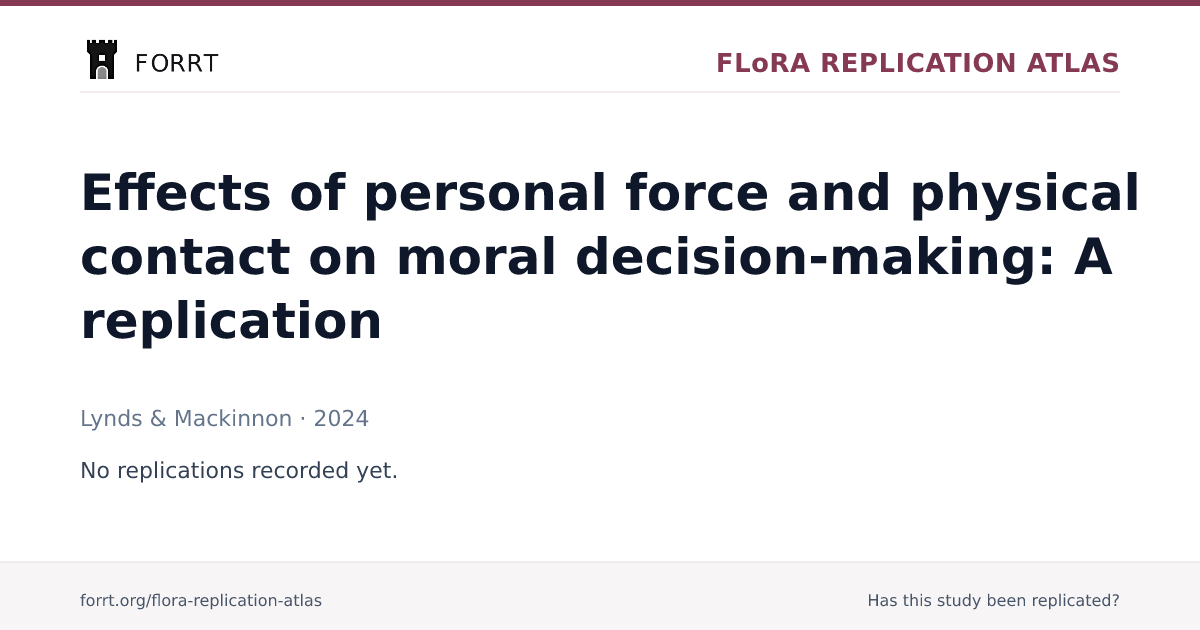 FORRT
FLoRA REPLICATION ATLAS
Effects of personal force and physical
contact on moral decision-making: A
replication
Lynds & Mackinnon · 2024
No replications recorded yet.
forrt.org/flora-replication-atlas
Has this study been replicated?